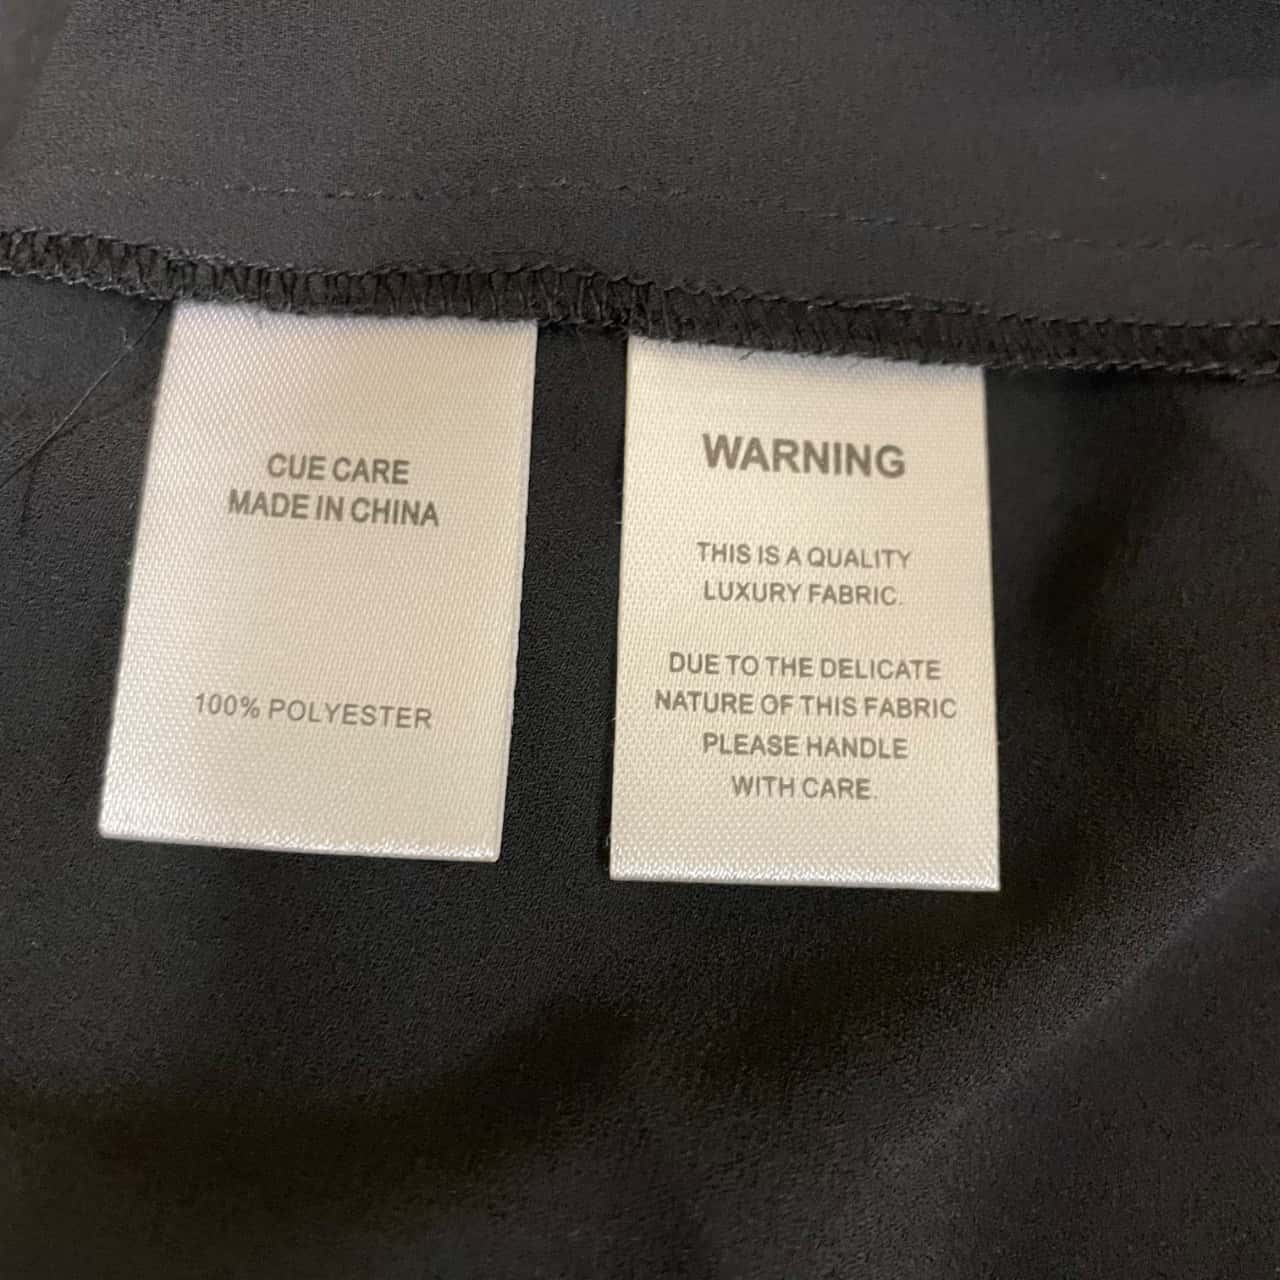 CUE CARE
MADE IN CHINA
100% POLYESTER
WARNING
THIS IS A QUALITY
LUXURY FABRIC.
DUE TO THE DELICATE
NATURE OF THIS FABRIC
PLEASE HANDLE
WITH CARE.